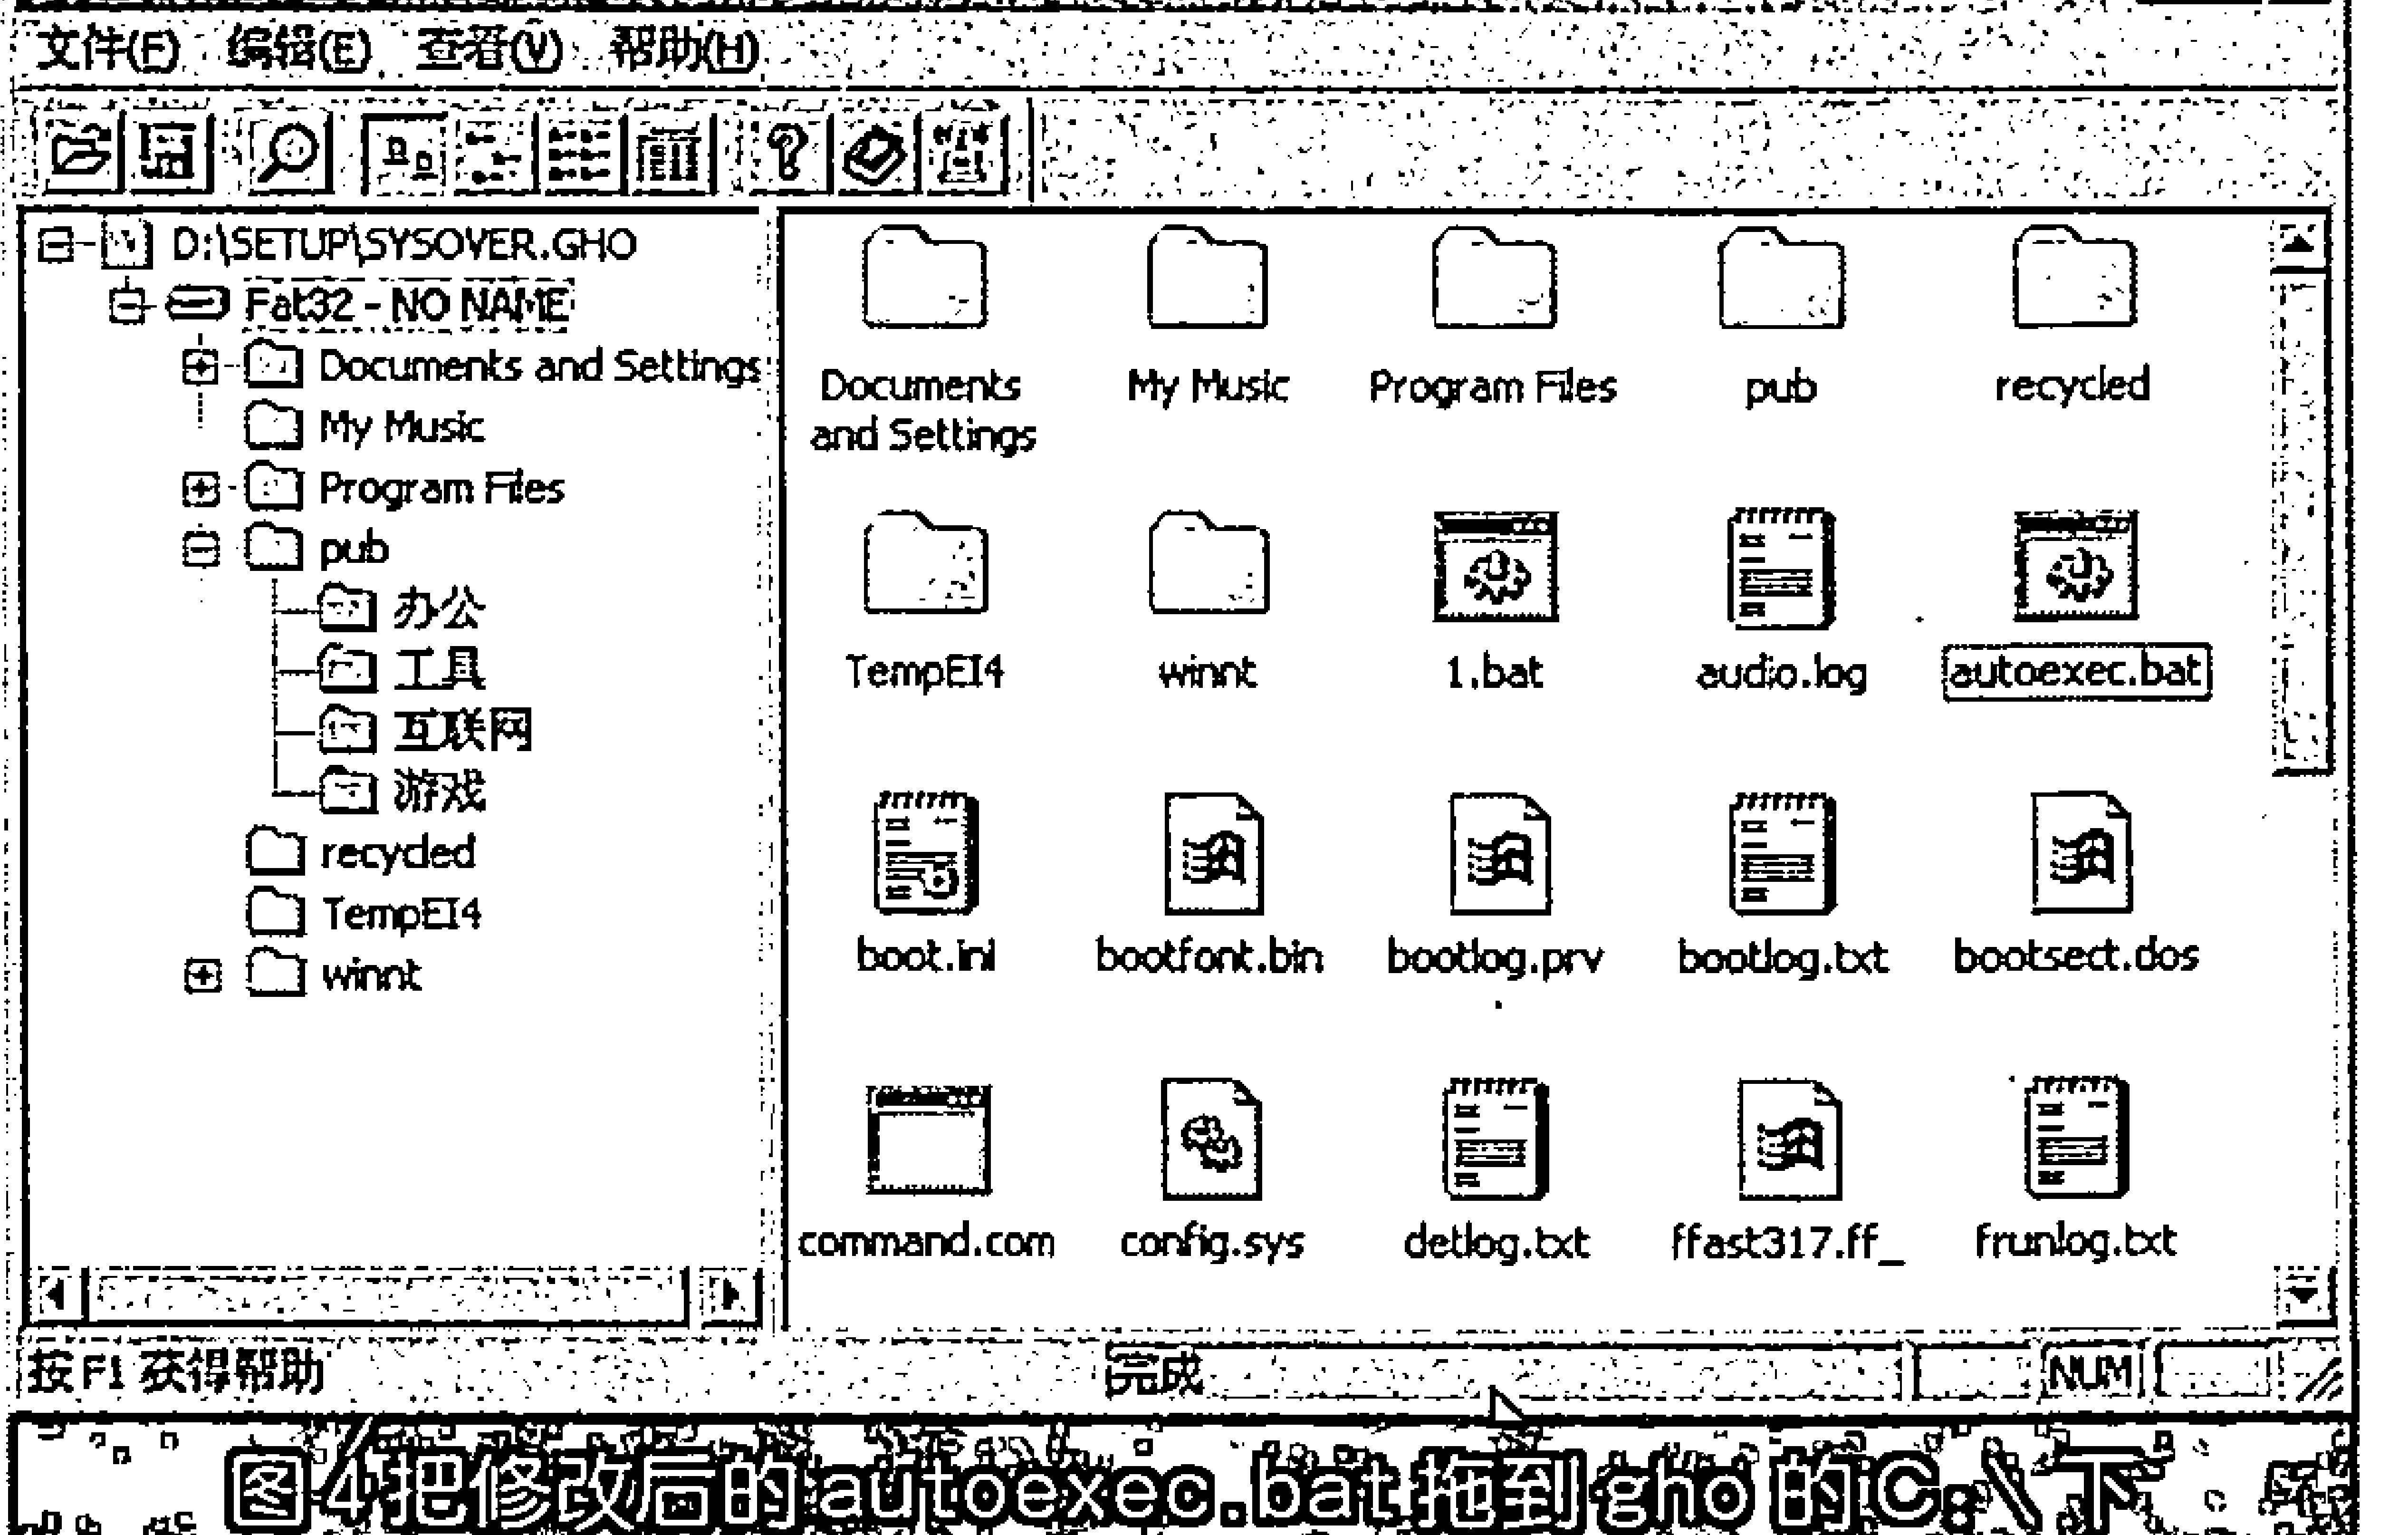 文件(F) 编辑(E) 查看(V) 帮助(H)
D:\SETUP\SYSOVER.GHO
Fat32 - NO NAME
Documents and Settings
My Music
Program Files
pub
办公
工具
互联网
游戏
recycled
TempEI4
winnt
Documents and Settings
My Music
Program Files
pub
recycled
TempEI4
winnt
1.bat
audio.log
autoexec.bat
boot.ini
bootfont.bin
bootlog.prv
bootlog.txt
bootsect.dos
command.com
config.sys
detlog.txt
ffast317.ff_
frunlog.txt
按 F1 获得帮助 完成 NUM
图4把修改后的autoexec.bat拖到gho的C:\下